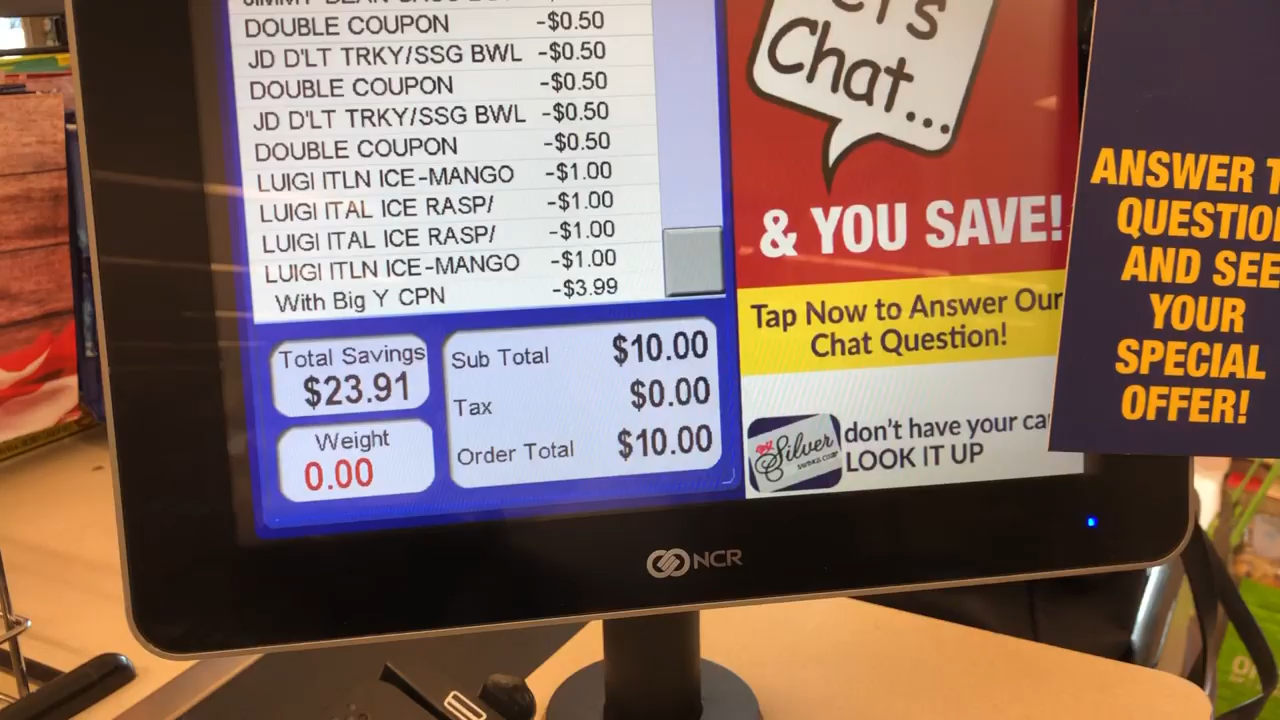 DOUBLE COUPON -$0.50
JD D'LT TRKY/SSG BWL -$0.50
DOUBLE COUPON -$0.50
JD D'LT TRKY/SSG BWL -$0.50
DOUBLE COUPON -$0.50
LUIGI ITLN ICE-MANGO -$1.00
LUIGI ITAL ICE RASP/ -$1.00
LUIGI ITAL ICE RASP/ -$1.00
LUIGI ITLN ICE-MANGO -$1.00
With Big Y CPN -$3.99
Total Savings
$23.91
Weight
0.00
Sub Total $10.00
Tax $0.00
Order Total $10.00
Chat...
& YOU SAVE!
Tap Now to Answer Our
Chat Question!
my Silver
SAVINGS CLUB
don't have your
LOOK IT UP
NCR
ANSWER
AND SEE
YOUR
SPECIAL
OFFER!